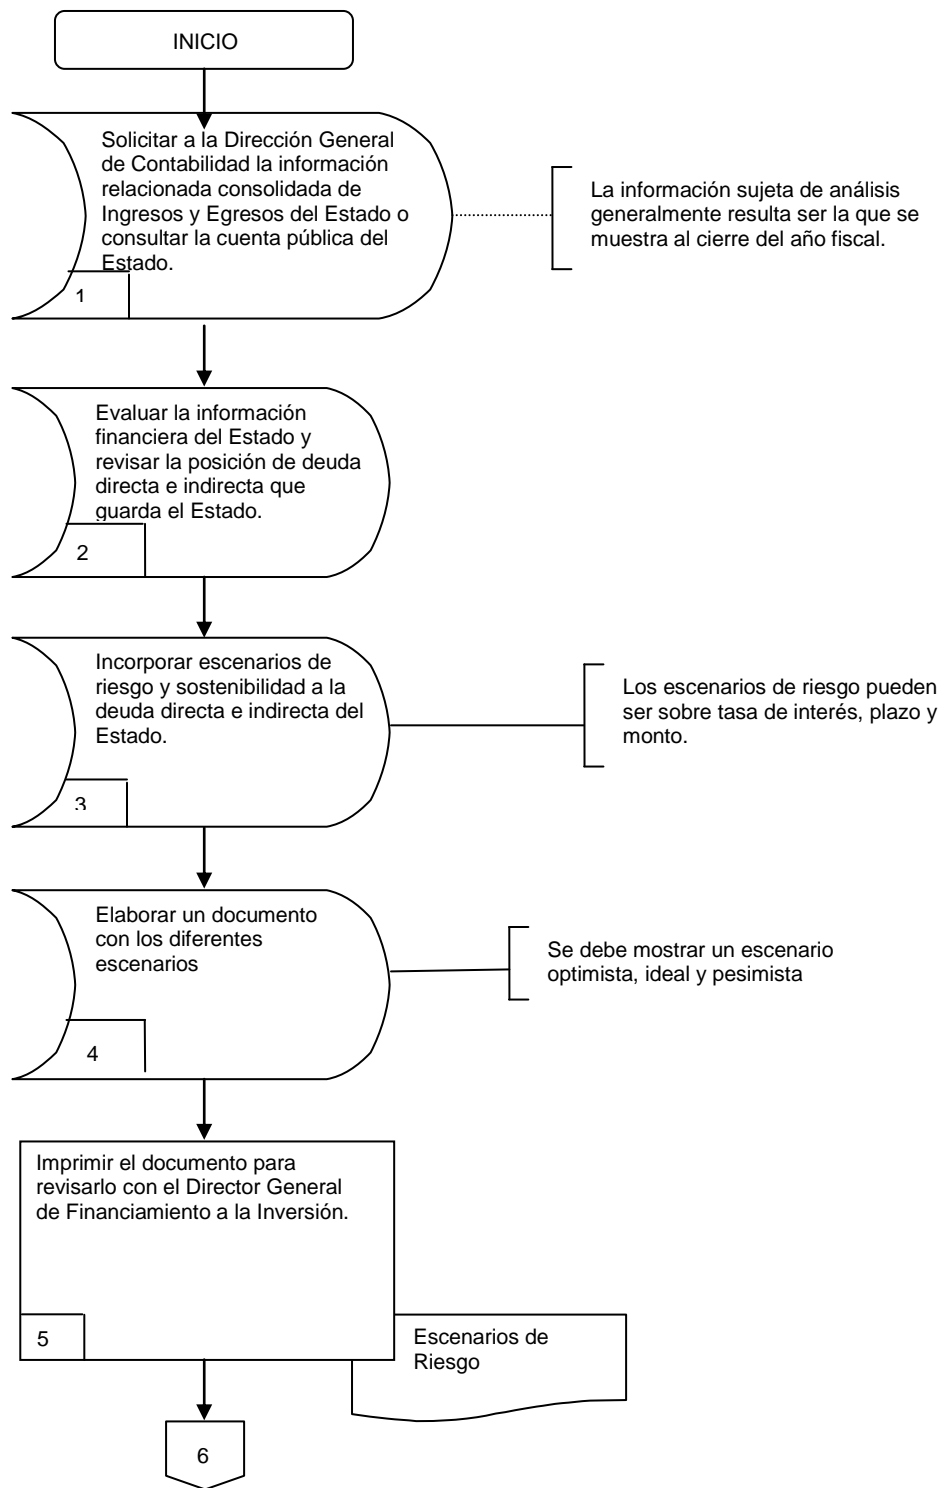 INICIO
Solicitar a la Dirección General
de Contabilidad la información
relacionada consolidada de
Ingresos y Egresos del Estado o
consultar la cuenta pública del
Estado.
1
La información sujeta de análisis
generalmente resulta ser la que se
muestra al cierre del año fiscal.
Evaluar la información
financiera del Estado y
revisar la posición de deuda
directa e indirecta que
guarda el Estado.
2
Incorporar escenarios de
riesgo y sostenibilidad a la
deuda directa e indirecta del
Estado.
3
Los escenarios de riesgo pueden
ser sobre tasa de interés, plazo y
monto.
Elaborar un documento
con los diferentes
escenarios
4
Se debe mostrar un escenario
optimista, ideal y pesimista
Imprimir el documento para
revisarlo con el Director General
de Financiamiento a la Inversión.
5
Escenarios de
Riesgo
6